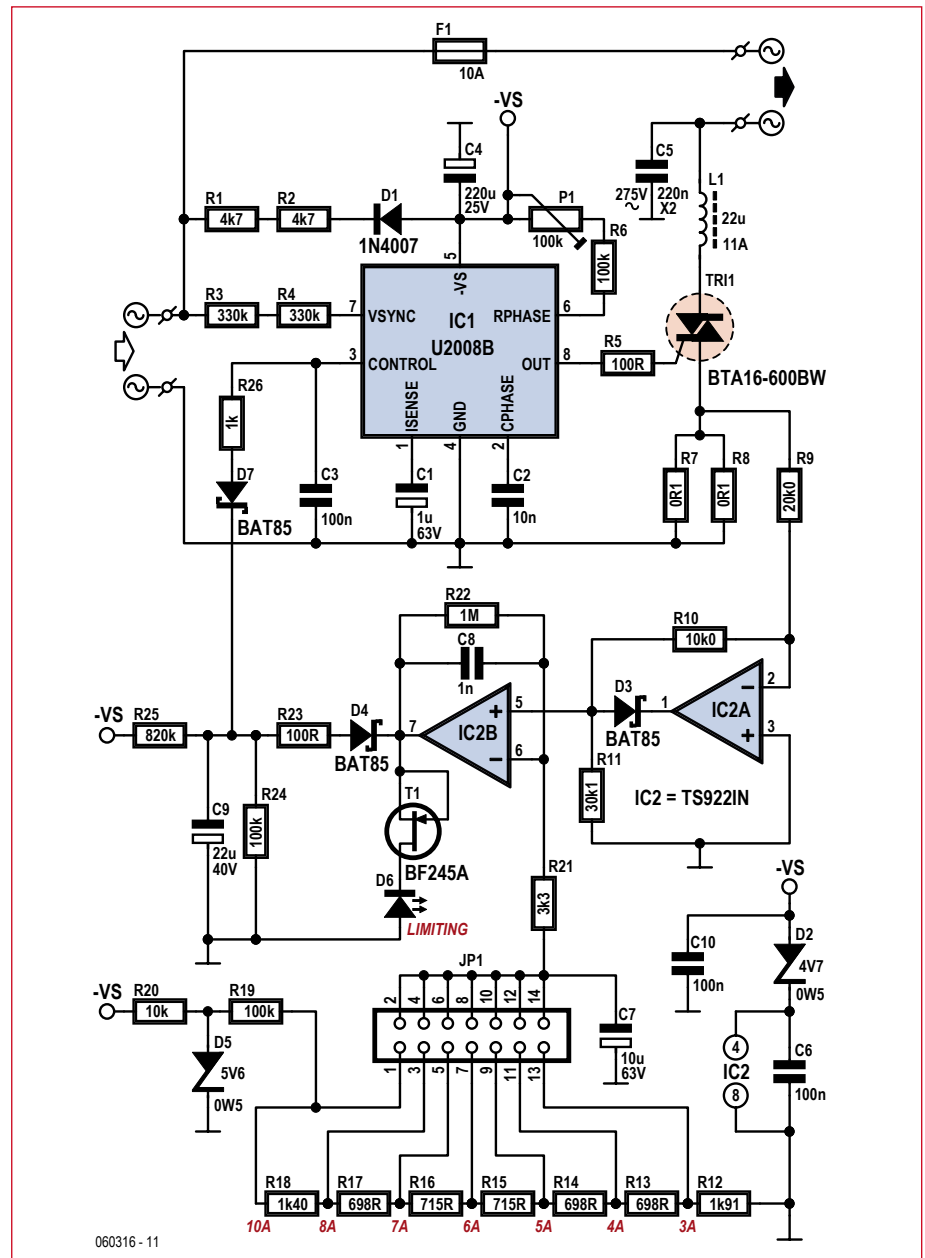 F1
10A
-VS
C4
220u
25V
C5
275V
220n
X2
L1
22u
11A
R1
4k7
R2
4k7
D1
1N4007
P1
100k
R6
100k
R3
330k
R4
330k
5
-VS
7
VSYNC
IC1
U2008B
RPHASE
6
3
CONTROL
OUT
8
R5
100R
TRI1
BTA16-600BW
ISENSE
GND
CPHASE
1
4
2
R26
1k
D7
BAT85
C3
100n
C1
1u
63V
C2
10n
R7
0R1
R8
0R1
R9
20k0
R22
1M
C8
1n
R10
10k0
-VS
R25
820k
R23
100R
D4
BAT85
7
IC2B
+
5
–
6
D3
BAT85
1
IC2A
–
2
+
3
R11
30k1
IC2 = TS922IN
C9
22u
40V
R24
100k
T1
BF245A
D6
LIMITING
R21
3k3
-VS
C10
100n
D2
4V7
0W5
4
IC2
8
C6
100n
-VS
R20
10k
R19
100k
D5
5V6
0W5
JP1
2
4
6
8
10
12
14
1
3
5
7
9
11
13
C7
10u
63V
R18
1k40
R17
698R
R16
715R
R15
715R
R14
698R
R13
698R
R12
1k91
10A
8A
7A
6A
5A
4A
3A
060316 - 11